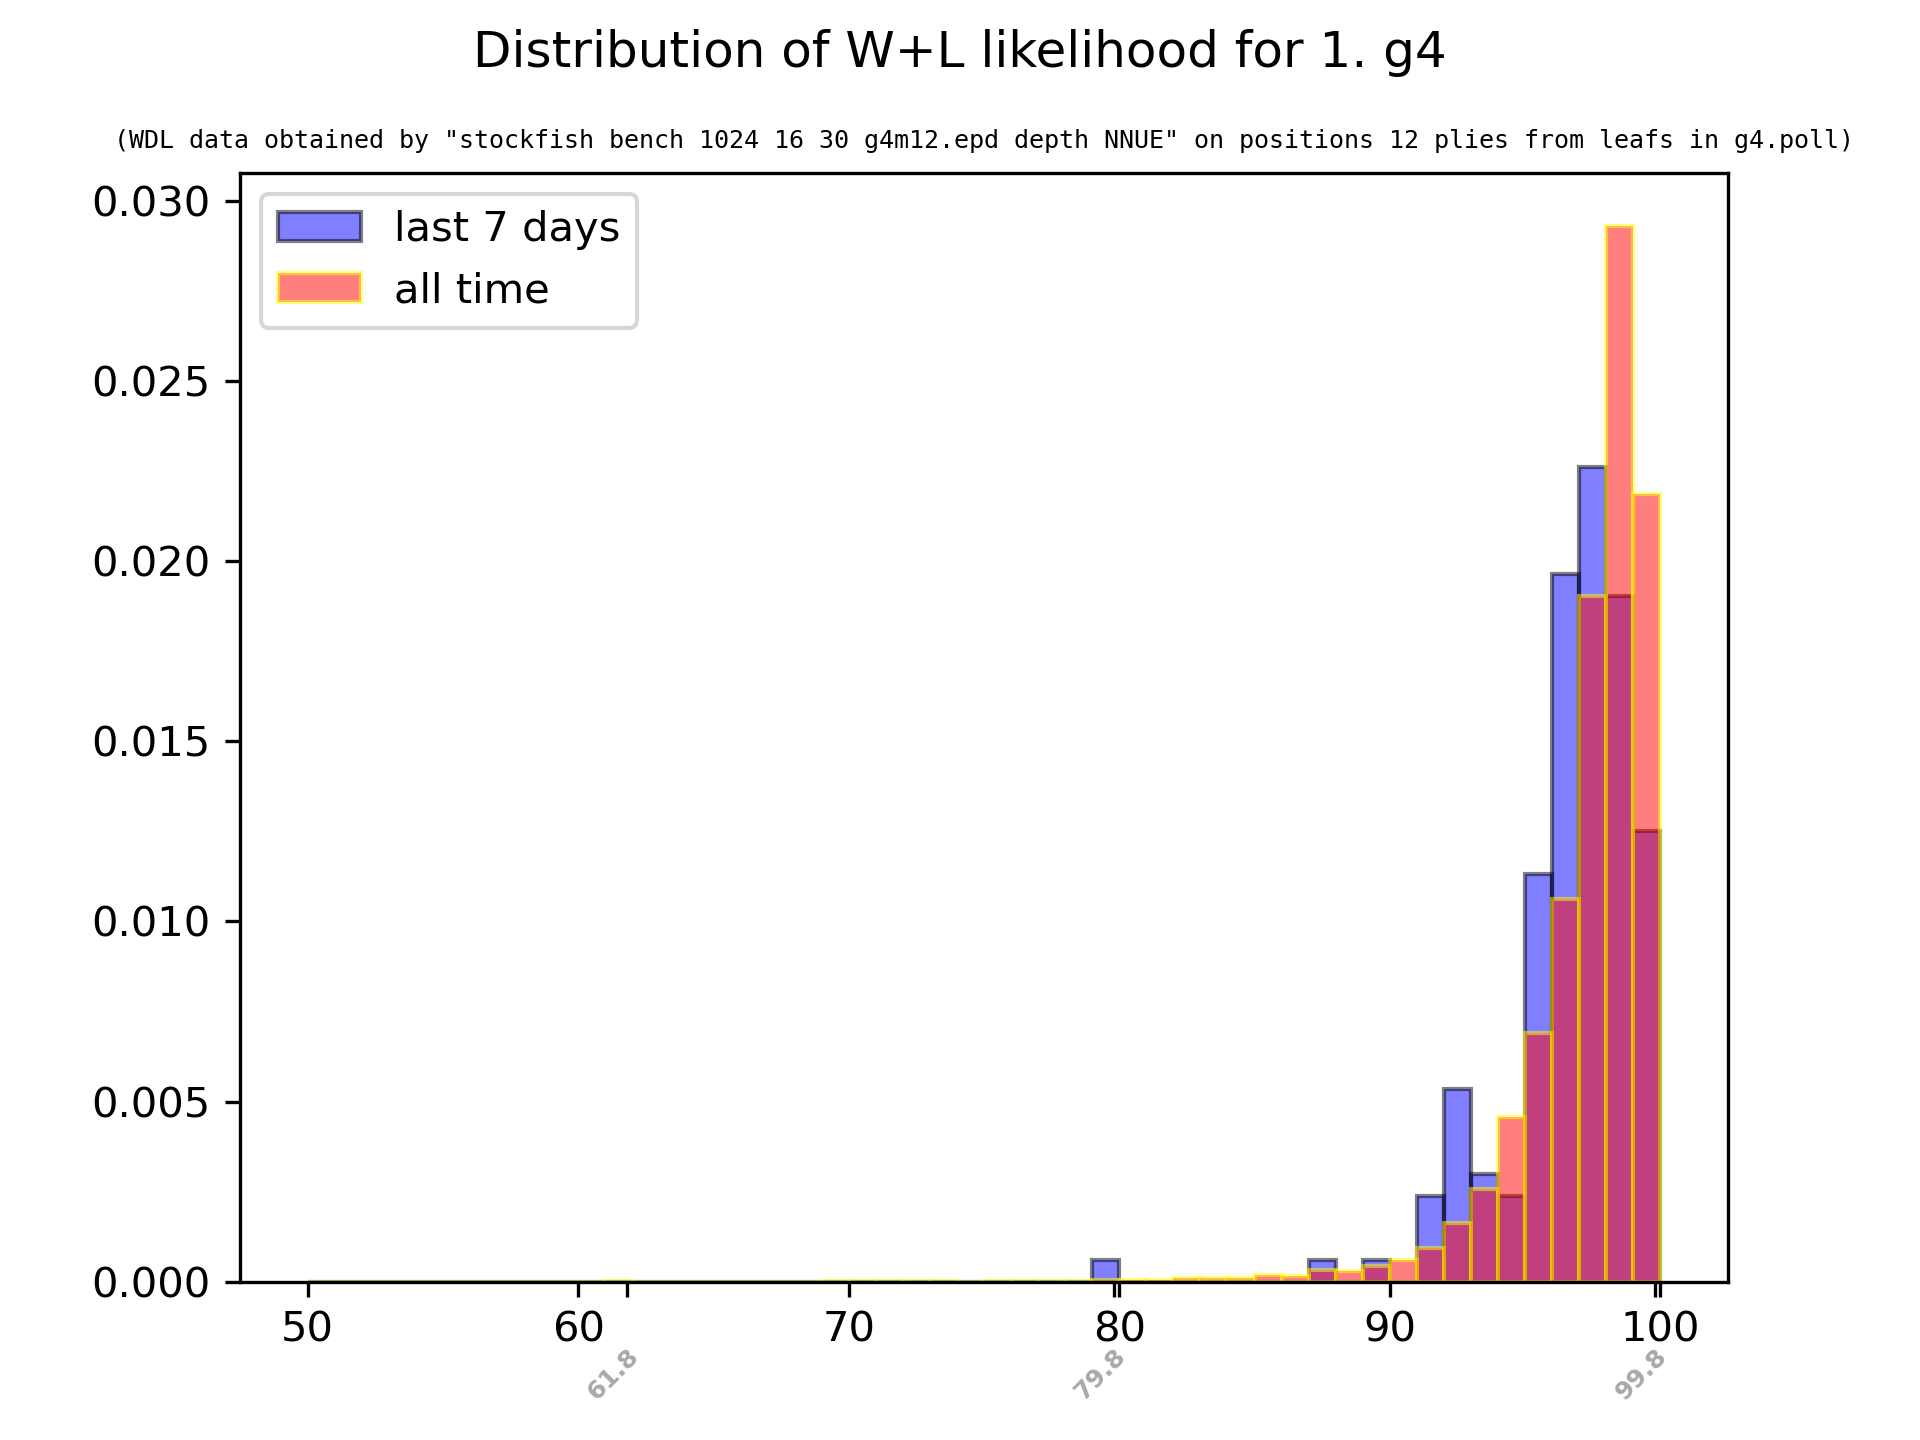 Distribution of W+L likelihood for 1. g4
(WDL data obtained by "stockfish bench 1024 16 30 g4m12.epd depth NNUE" on positions 12 plies from leafs in g4.poll)
last 7 days
all time
0.030
0.025
0.020
0.015
0.010
0.005
0.000
50 60 70 80 90 100
61.8 79.8 99.8